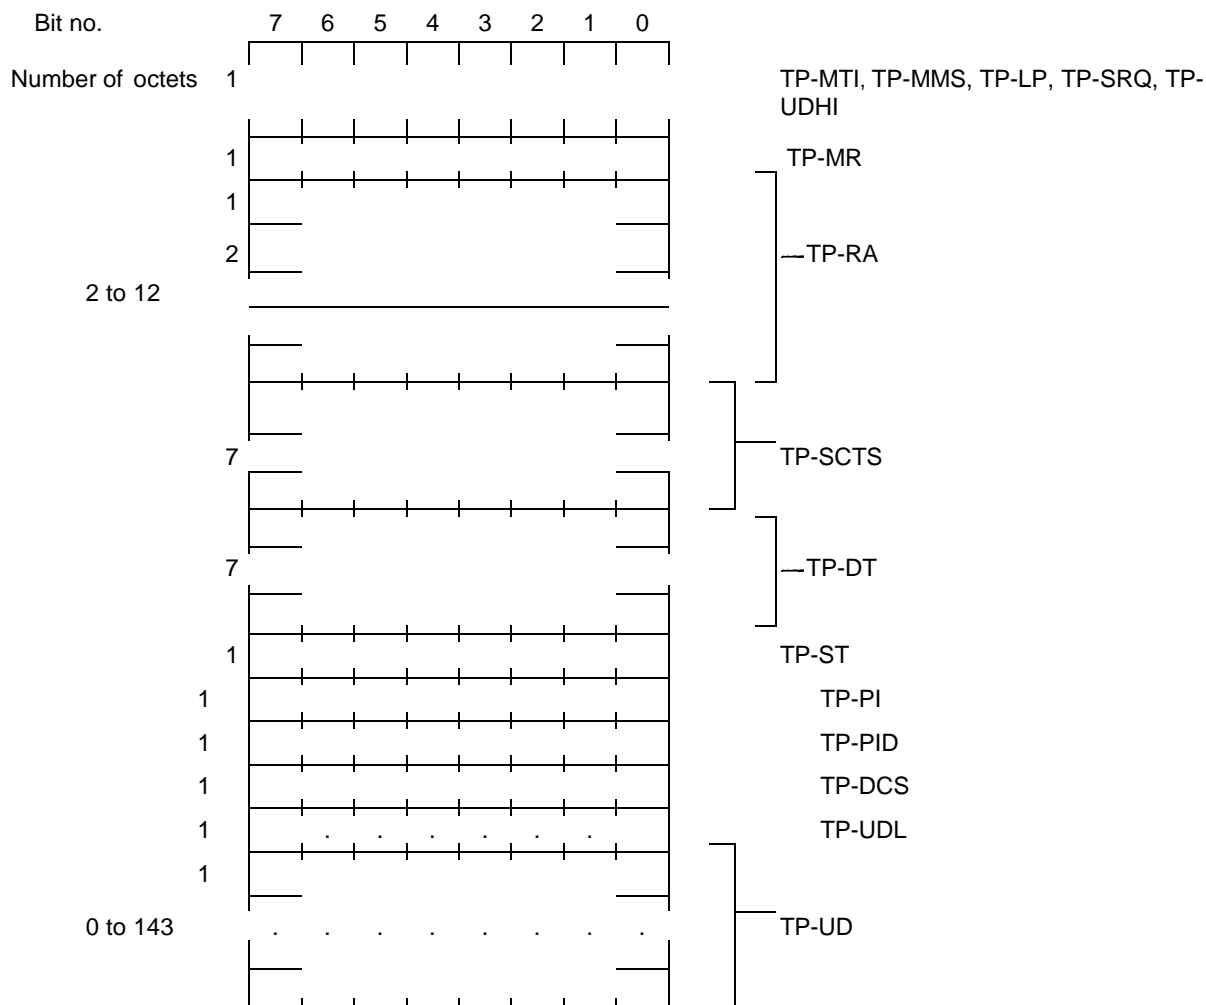 Bit no. 7 6 5 4 3 2 1 0
Number of octets 1 TP-MTI, TP-MMS, TP-LP, TP-SRQ, TP-
UDHI
1 TP-MR
1
2 TP-RA
2 to 12
7 TP-SCTS
7 TP-DT
1 TP-ST
1 TP-PI
1 TP-PID
1 TP-DCS
1 . . . . . . TP-UDL
1
0 to 143 . . . . . . . . TP-UD